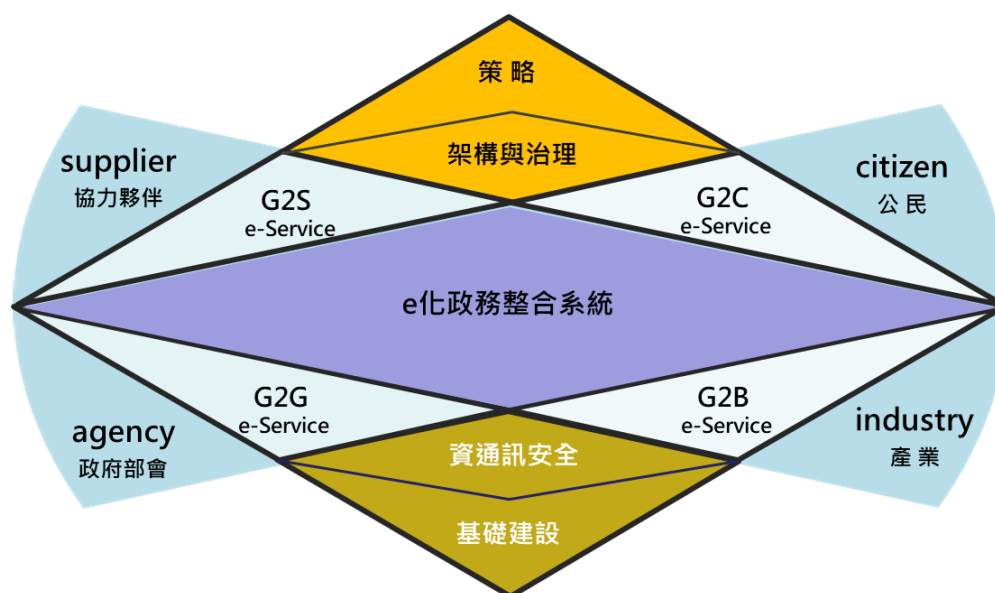 策 略
架構與治理
supplier
協力夥伴
G2S
e-Service
G2C
e-Service
citizen
公 民
e化政務整合系統
agency
政府部會
G2G
e-Service
G2B
e-Service
industry
產 業
資通訊安全
基礎建設